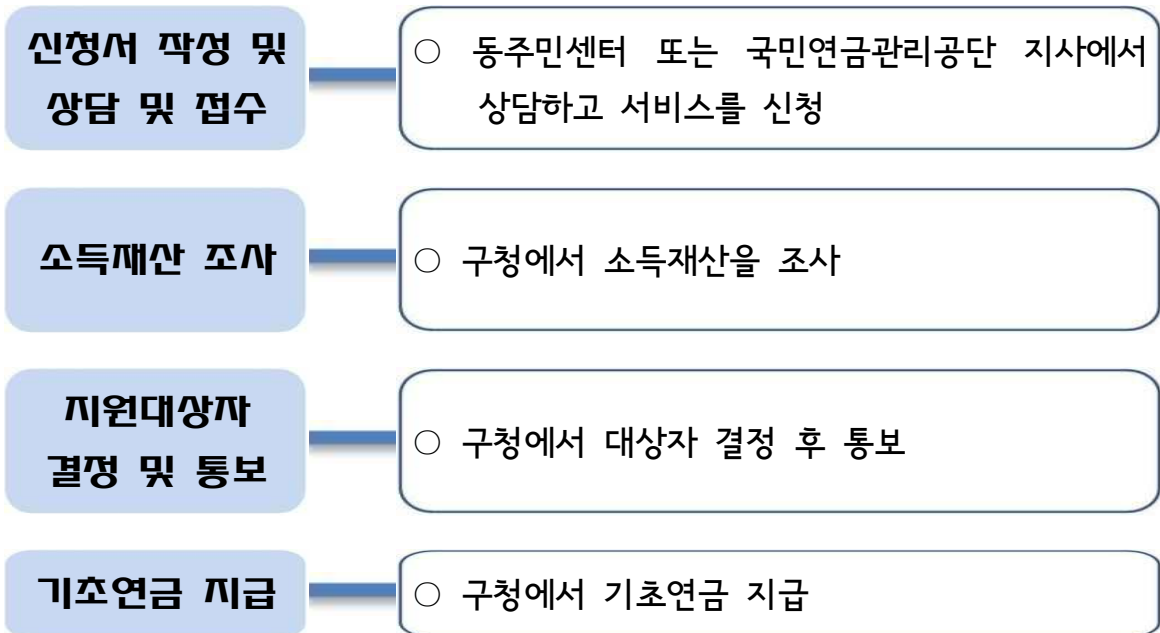 신청서 작성 및
상담 및 접수
○ 동주민센터 또는 국민연금관리공단 지사에서
상담하고 서비스를 신청
소득재산 조사
○ 구청에서 소득재산을 조사
지원대상자
결정 및 통보
○ 구청에서 대상자 결정 후 통보
기초연금 지급
○ 구청에서 기초연금 지급